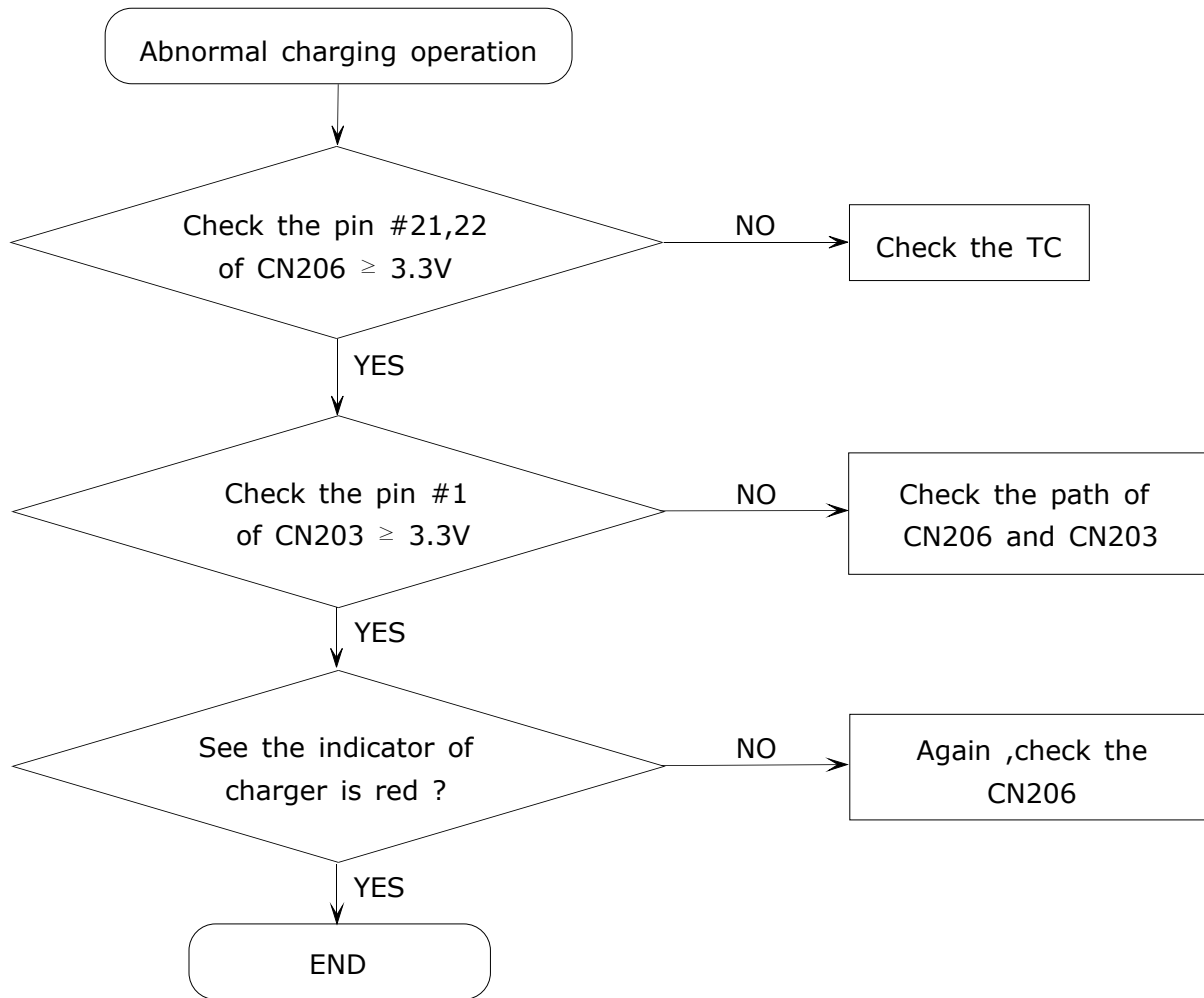 Abnormal charging operation
Check the pin #21,22
of CN206 ≥ 3.3V
NO
Check the TC
YES
Check the pin #1
of CN203 ≥ 3.3V
NO
Check the path of
CN206 and CN203
YES
See the indicator of
charger is red ?
NO
Again ,check the
CN206
YES
END